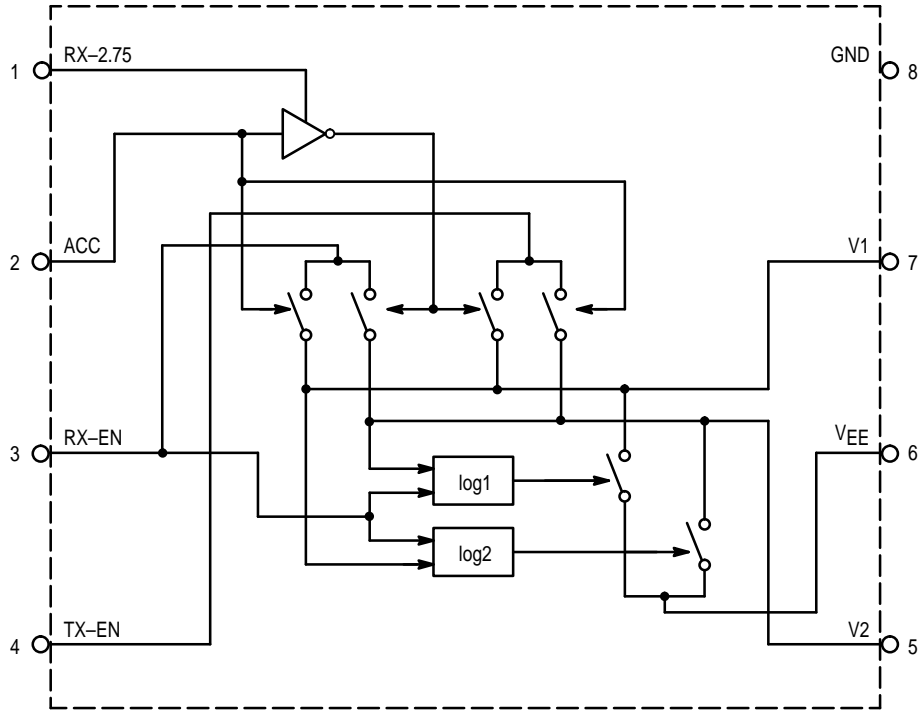 1 RX–2.75 GND 8
2 ACC V1 7
3 RX–EN VEE 6
log1
log2
4 TX–EN V2 5